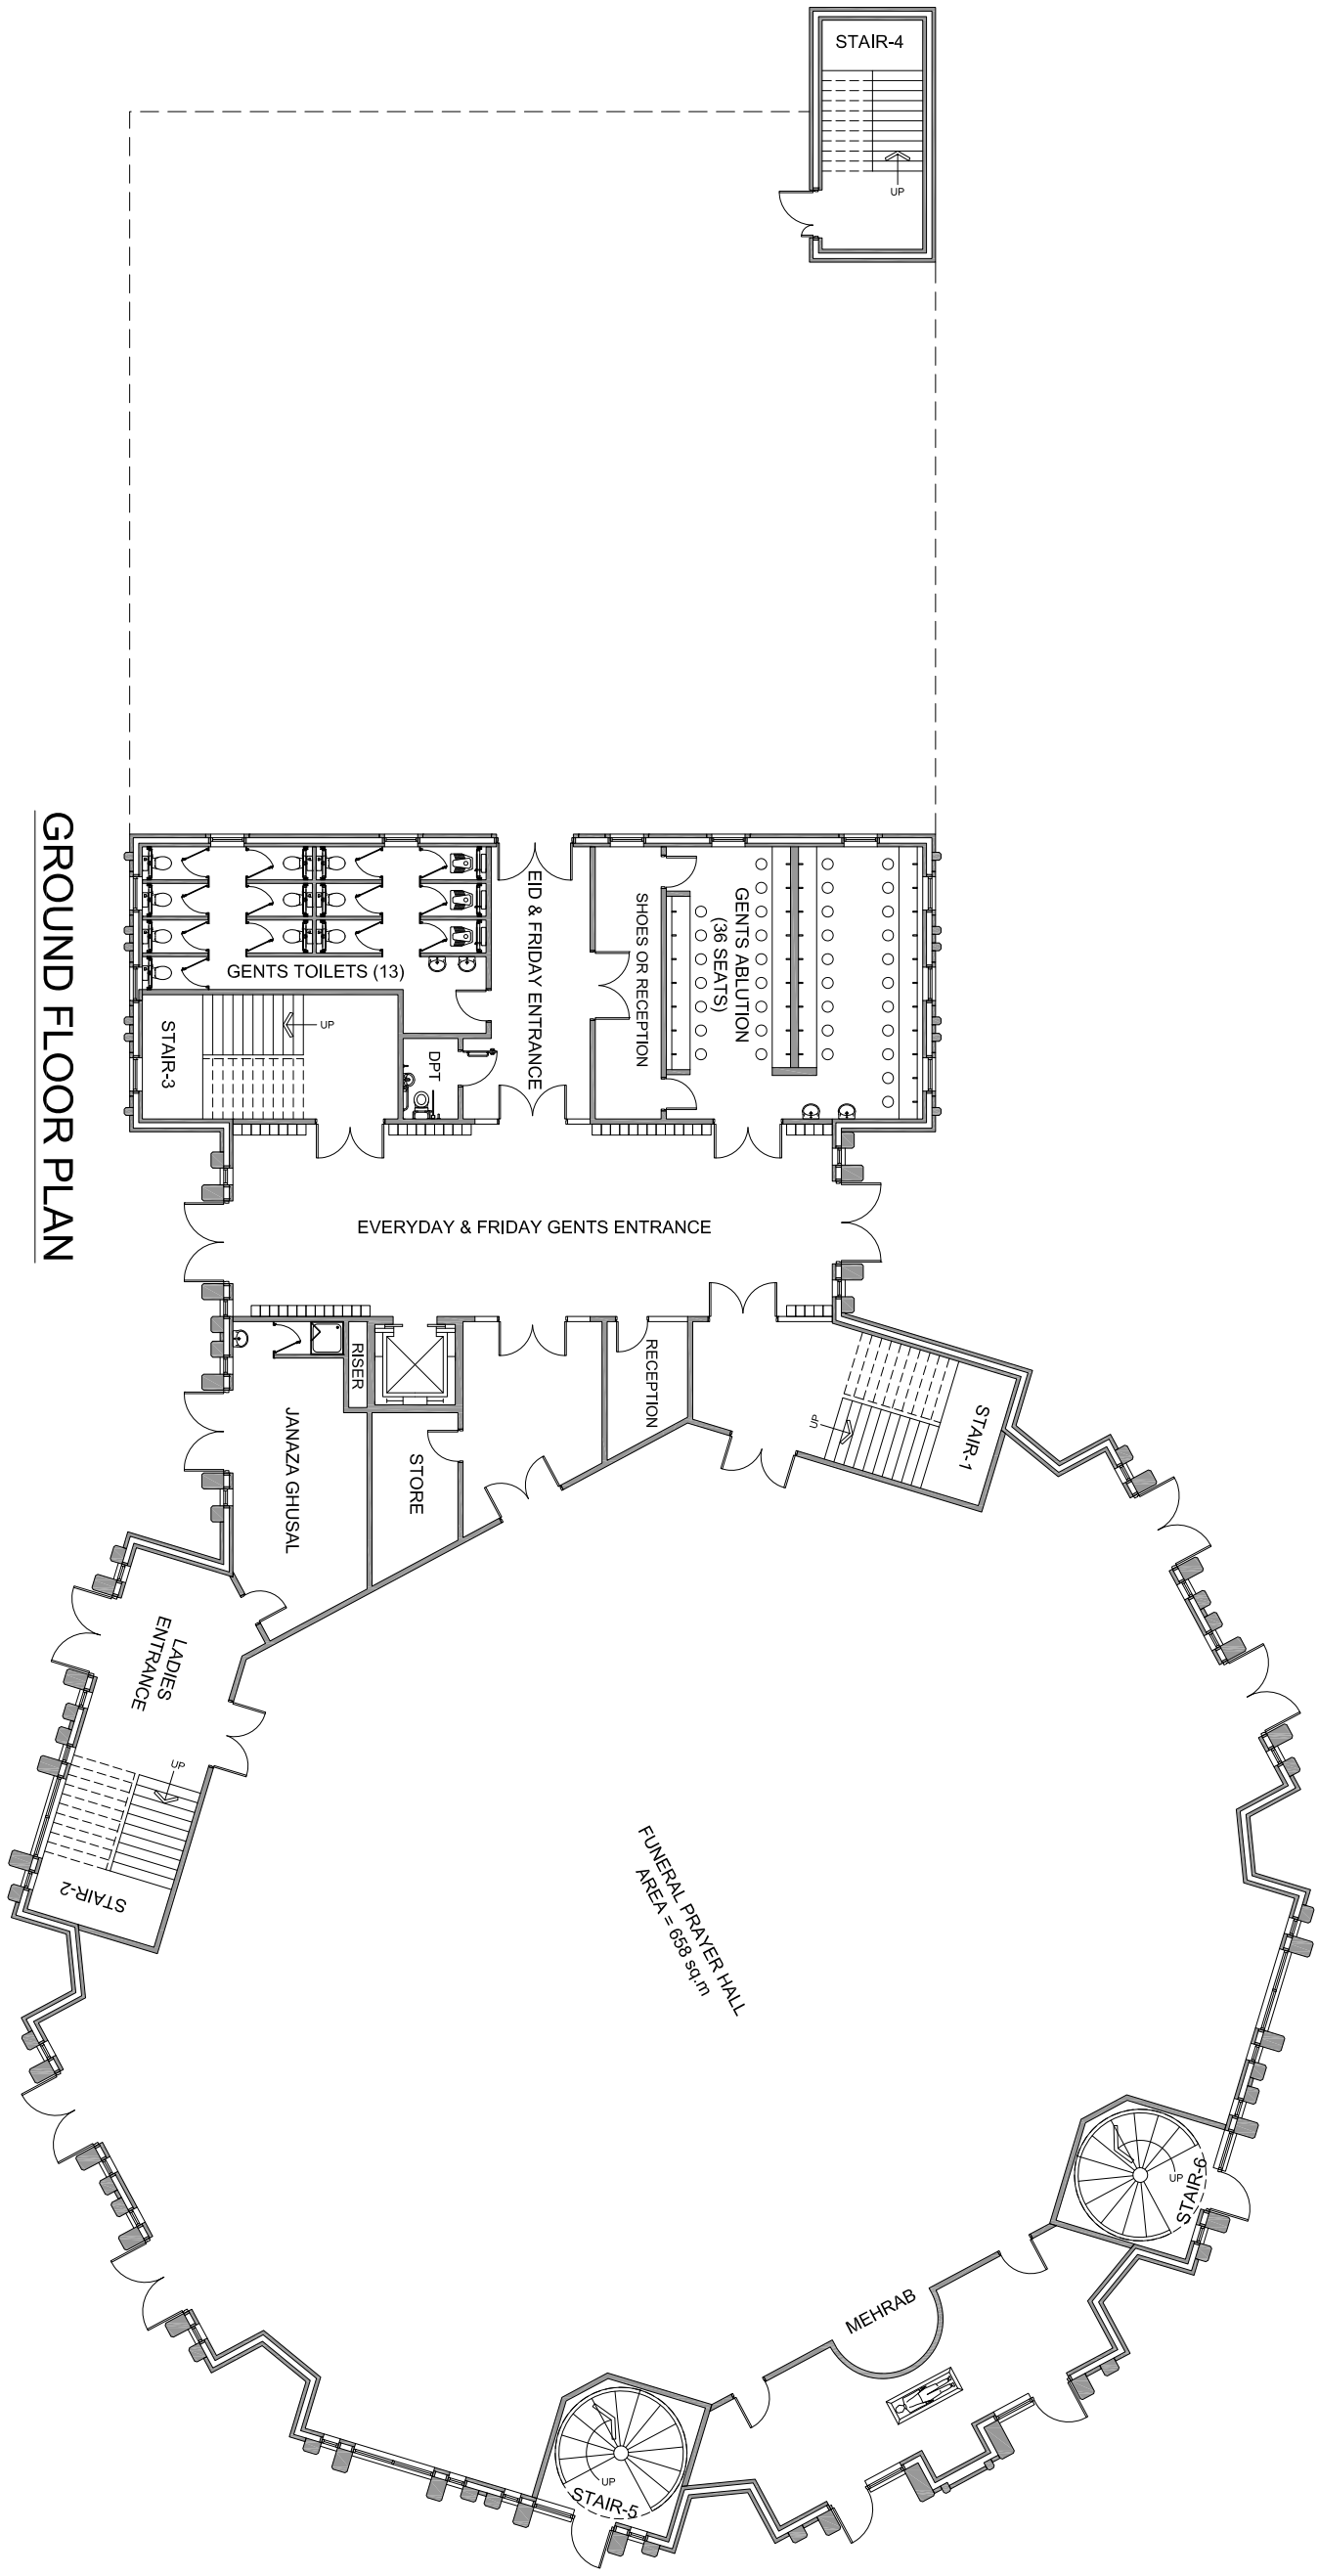 STAIR-4
UP
GROUND FLOOR PLAN
GENTS TOILETS (13)
EID & FRIDAY ENTRANCE
SHOES OR RECEPTION
GENTS ABLUTION
(36 SEATS)
STAIR-3
UP
DPT
EVERYDAY & FRIDAY GENTS ENTRANCE
RISER
RECEPTION
JANAZA GHUSAL
STORE
UP
STAIR-1
LADIES
ENTRANCE
UP
STAIR-2
FUNERAL PRAYER HALL
AREA = 658 sq.m
UP
STAIR-6
MEHRAB
UP
STAIR-5